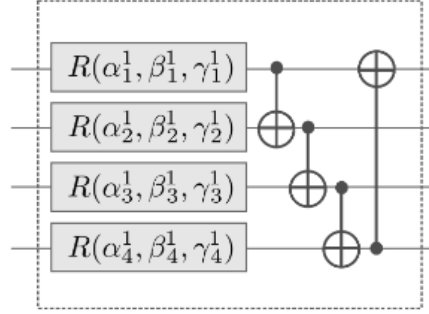 R(α₁¹, β₁¹, γ₁¹)
R(α₂¹, β₂¹, γ₂¹)
R(α₃¹, β₃¹, γ₃¹)
R(α₄¹, β₄¹, γ₄¹)